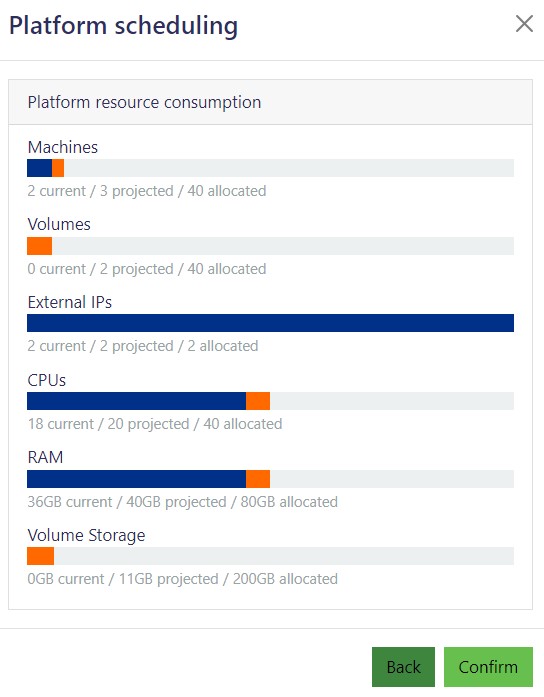 Platform scheduling
Platform resource consumption
Machines
2 current / 3 projected / 40 allocated
Volumes
0 current / 2 projected / 40 allocated
External IPs
2 current / 2 projected / 2 allocated
CPUs
18 current / 20 projected / 40 allocated
RAM
36GB current / 40GB projected / 80GB allocated
Volume Storage
0GB current / 11GB projected / 200GB allocated
Back Confirm